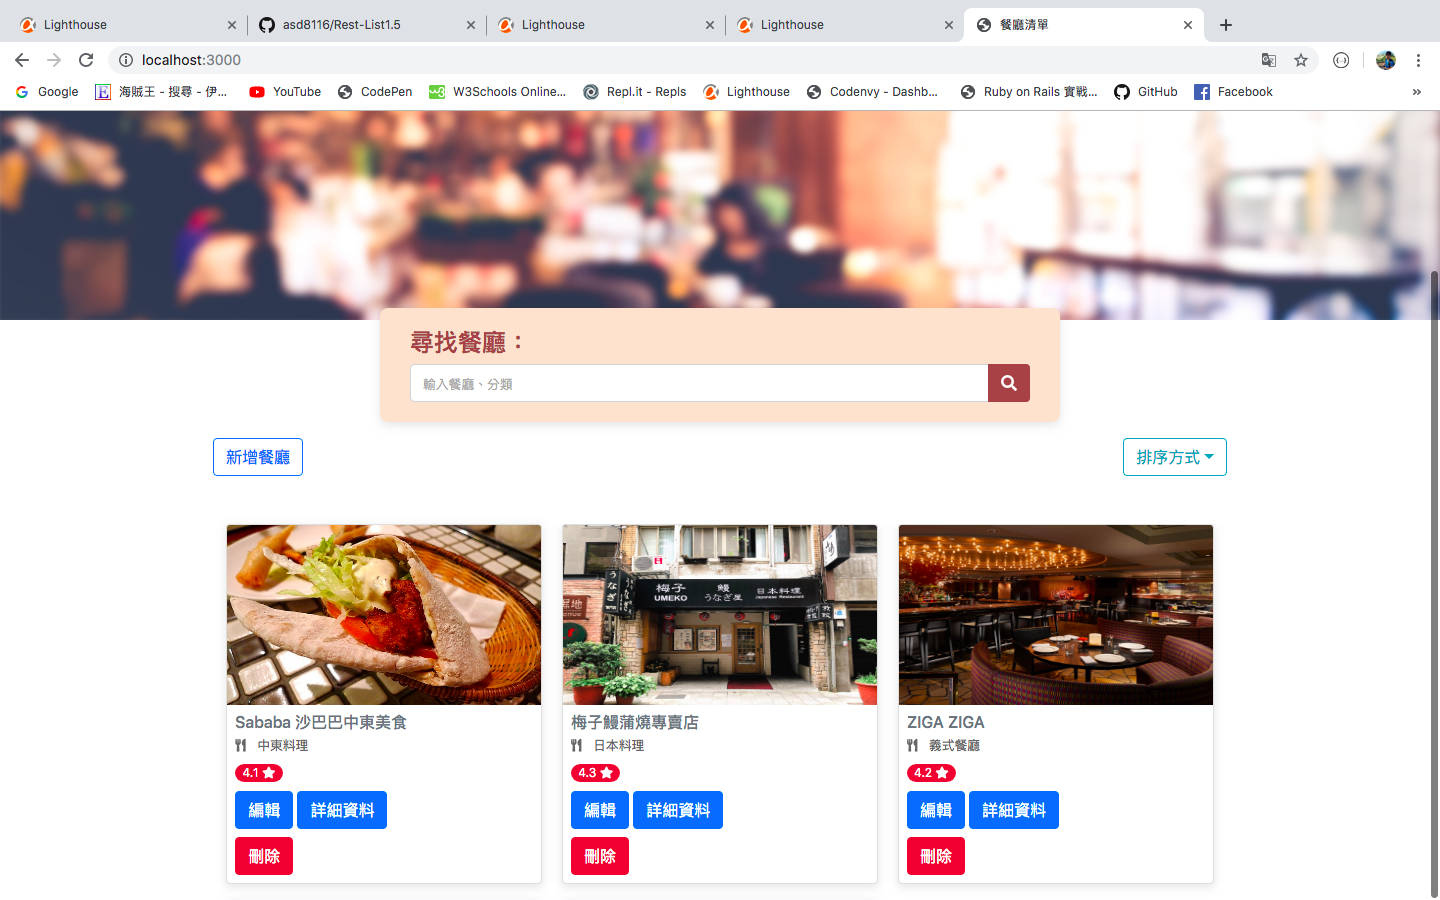 Lighthouse
asd8116/Rest-List1.5
Lighthouse
Lighthouse
餐廳清單
localhost:3000
Google
海賊王 - 搜尋 - 伊...
YouTube
CodePen
W3Schools Online...
Repl.it - Repls
Lighthouse
Codenvy - Dashb...
Ruby on Rails 實戰...
GitHub
Facebook
»
尋找餐廳：
輸入餐廳、分類
新增餐廳
排序方式
梅子 鰻 日本料理
UMEKO うなぎ屋 Japanese Restaurant
うなぎ
Sababa 沙巴巴中東美食
中東料理
4.1
編輯 詳細資料
刪除
梅子鰻蒲燒專賣店
日本料理
4.3
編輯 詳細資料
刪除
ZIGA ZIGA
義式餐廳
4.2
編輯 詳細資料
刪除